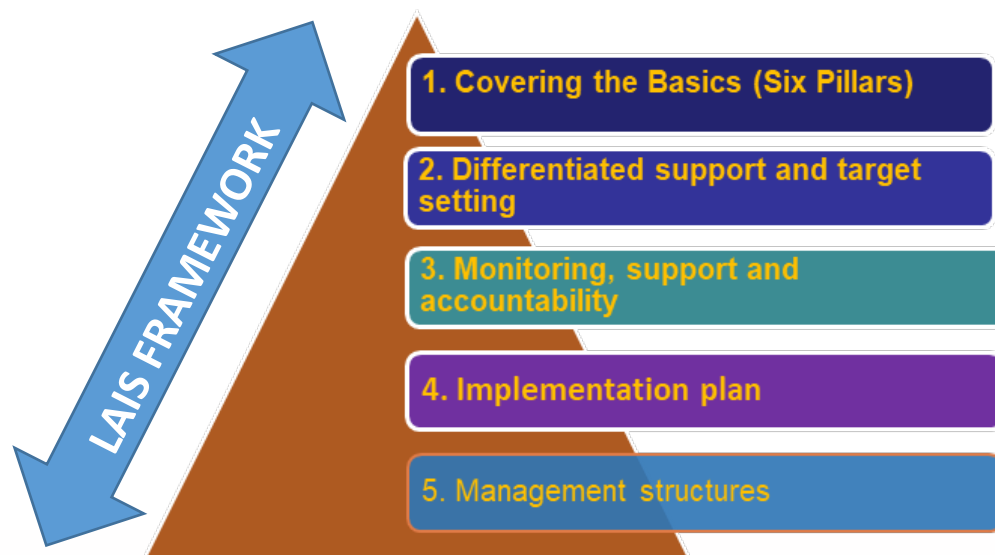 LAIS FRAMEWORK
1. Covering the Basics (Six Pillars)
2. Differentiated support and target
setting
3. Monitoring, support and
accountability
4. Implementation plan
5. Management structures